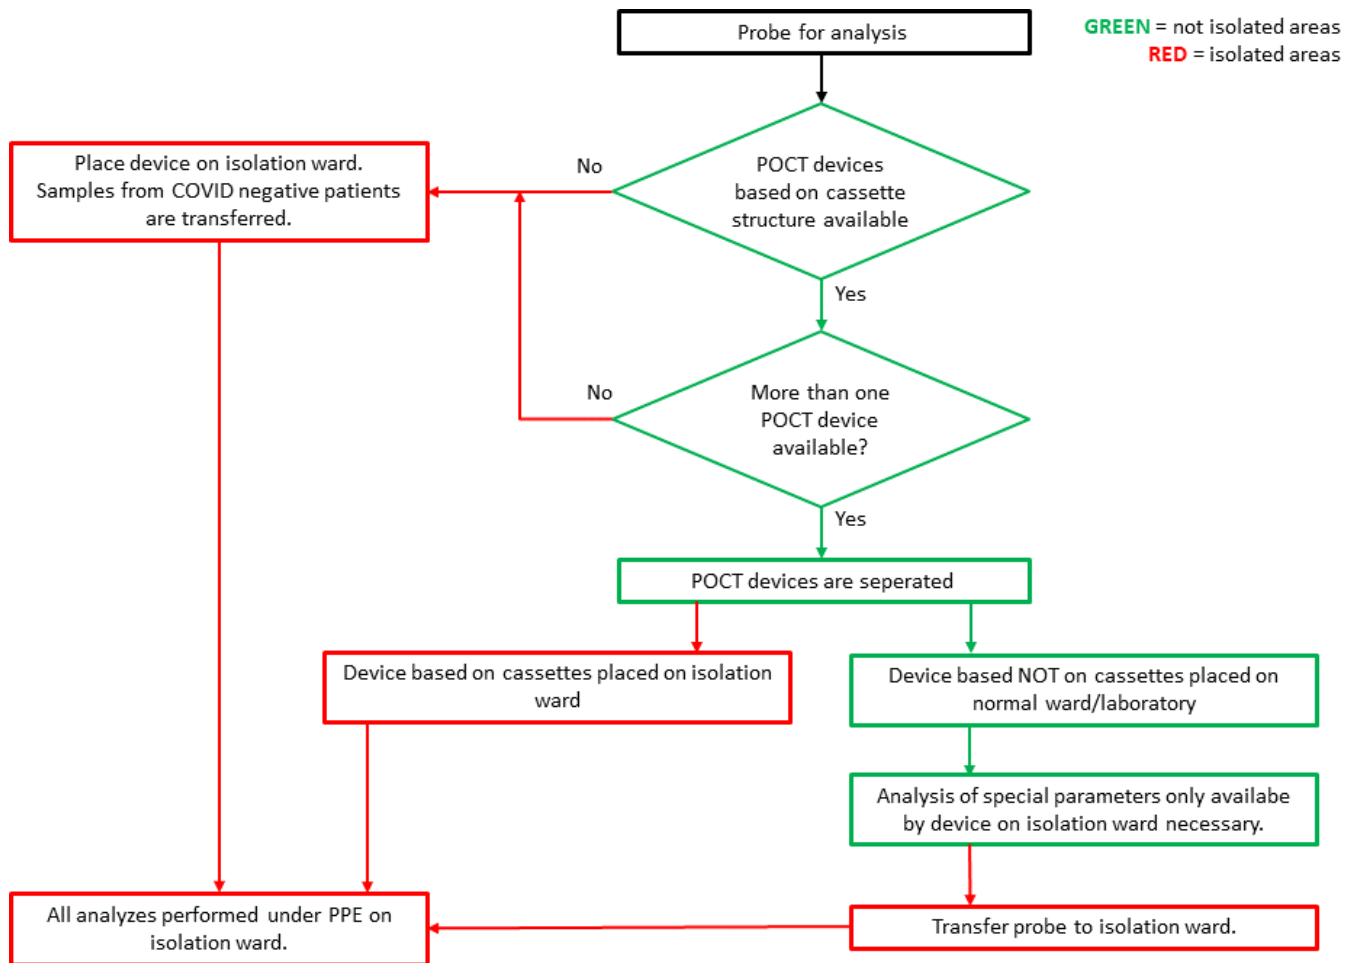 Probe for analysis
GREEN = not isolated areas
RED = isolated areas
POCT devices
based on cassette
structure available
No
Place device on isolation ward.
Samples from COVID negative patients
are transferred.
Yes
More than one
POCT device
available?
No
Yes
POCT devices are seperated
Device based on cassettes placed on isolation
ward
Device based NOT on cassettes placed on
normal ward/laboratory
Analysis of special parameters only availabe
by device on isolation ward necessary.
All analyzes performed under PPE on
isolation ward.
Transfer probe to isolation ward.